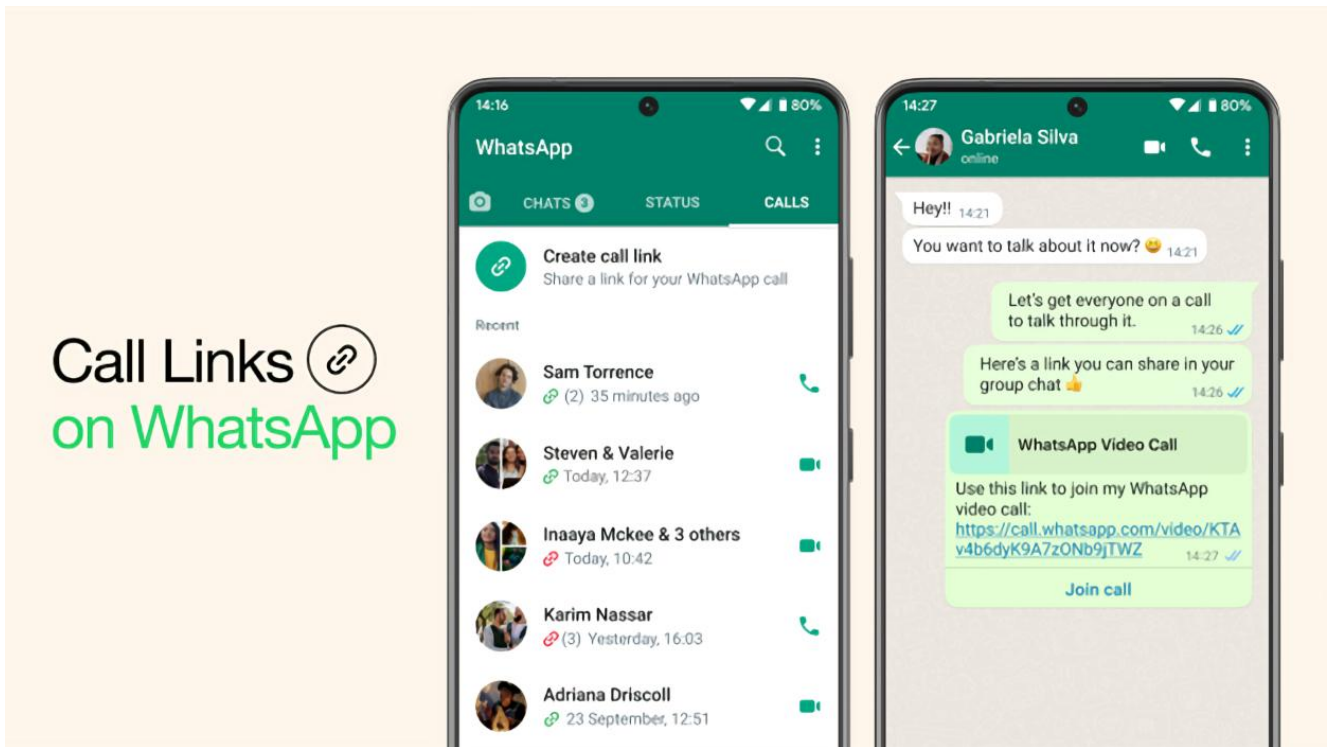 Call Links
on WhatsApp
14:16
80%
WhatsApp
CHATS 3
STATUS
CALLS
Create call link
Share a link for your WhatsApp call
Recent
Sam Torrence
(2) 35 minutes ago
Steven & Valerie
Today, 12:37
Inaaya Mckee & 3 others
Today, 10:42
Karim Nassar
(3) Yesterday, 16:03
Adriana Driscoll
23 September, 12:51
14:27
80%
Gabriela Silva
online
Hey!! 14:21
You want to talk about it now? 😃 14:21
Let's get everyone on a call
to talk through it.
14:26
Here's a link you can share in your
group chat 👍
14:26
WhatsApp Video Call
Use this link to join my WhatsApp
video call:
https://call.whatsapp.com/video/KTA
v4b6dyK9A7zONb9jTWZ
14:27
Join call